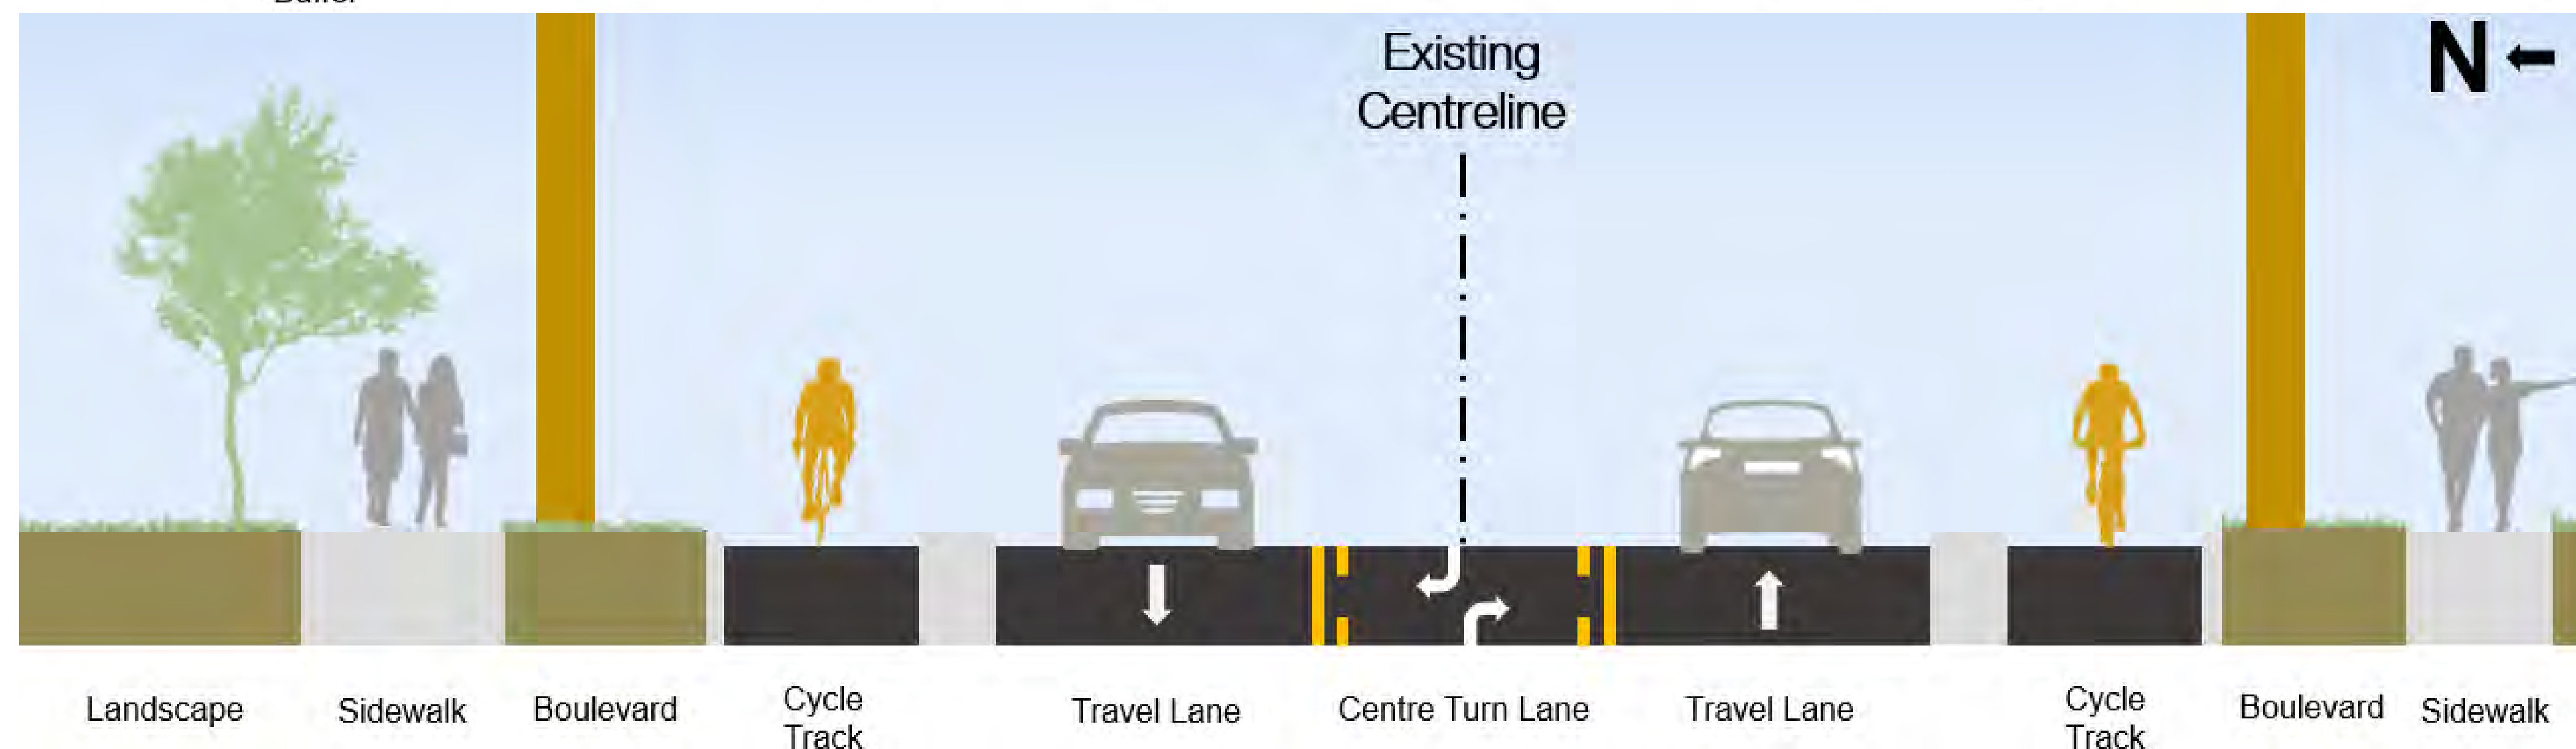 Existing
Centreline
N
Landscape
Sidewalk
Boulevard
Cycle
Track
Travel Lane
Centre Turn Lane
Travel Lane
Cycle
Track
Boulevard
Sidewalk